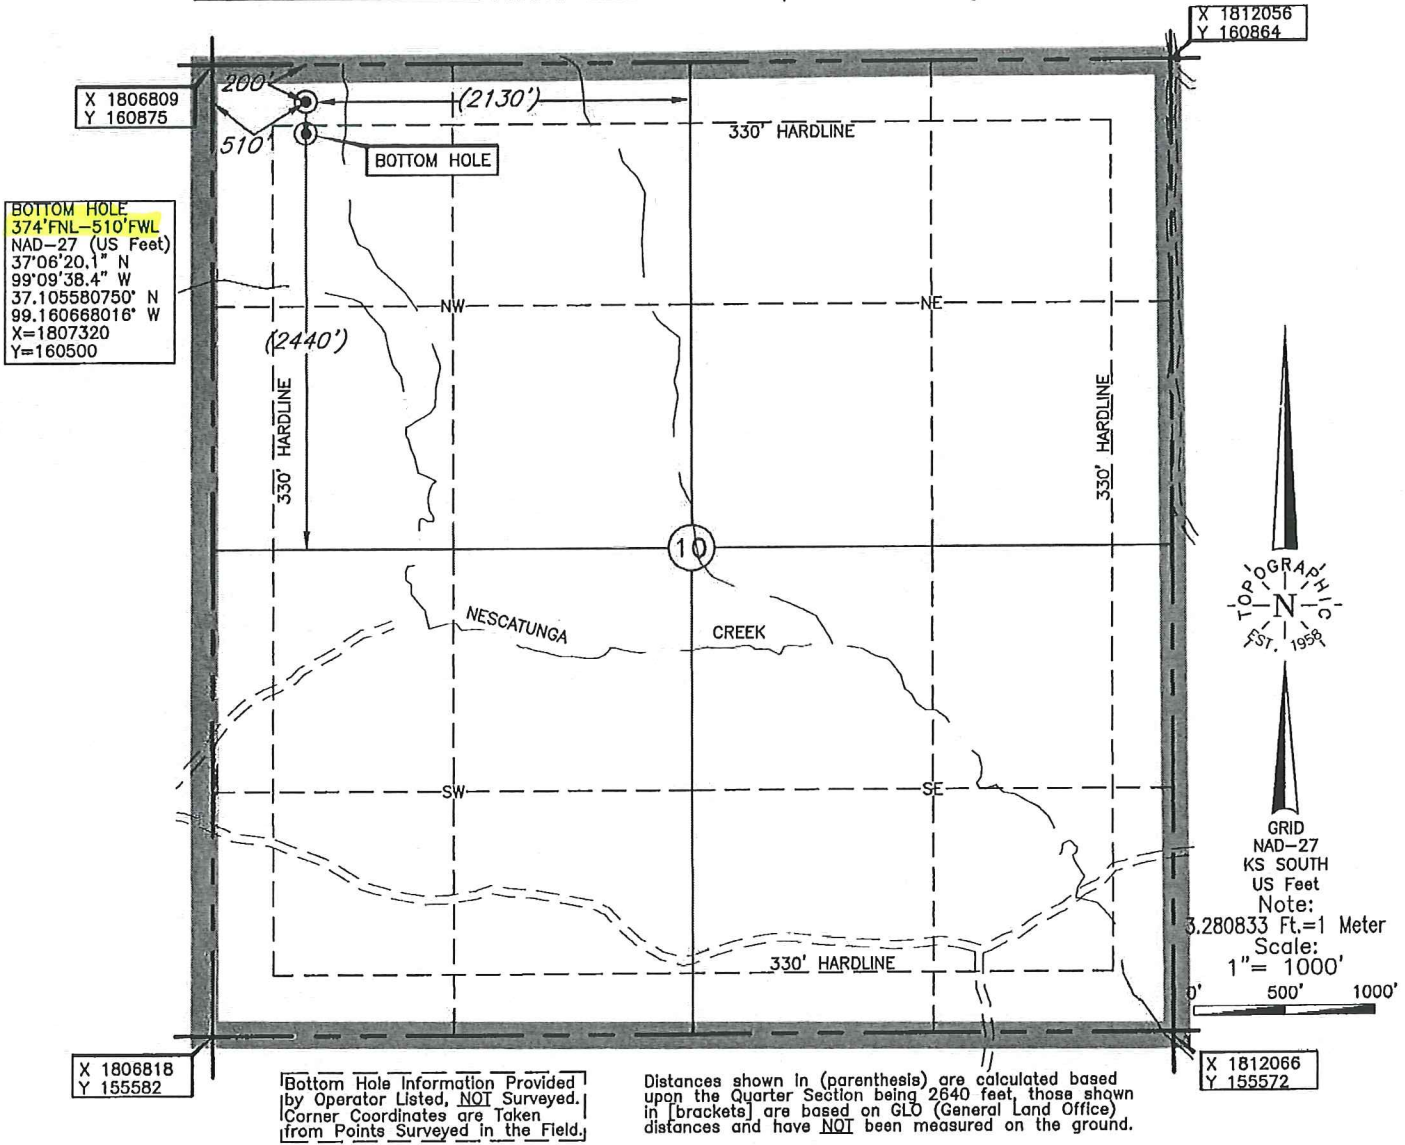 X 1812056
Y 160864
200'
X 1806809
Y 160875
(2130')
510'
330' HARDLINE
BOTTOM HOLE
BOTTOM HOLE
374'FNL-510'FWL
NAD-27 (US Feet)
37°06'20.1" N
99°09'38.4" W
37.105580750° N
99.160668016° W
X=1807320
Y=160500
NW
NE
(2440')
330' HARDLINE
330' HARDLINE
10
NESCATUNGA CREEK
TOPOGRAPHIC
N
EST. 1958
SW
SE
330' HARDLINE
GRID
NAD-27
KS SOUTH
US Feet
Note:
3.280833 Ft.=1 Meter
Scale:
1"= 1000'
0' 500' 1000'
X 1806818
Y 155582
X 1812066
Y 155572
Bottom Hole Information Provided
by Operator Listed, NOT Surveyed.
Corner Coordinates are Taken
from Points Surveyed in the Field.
Distances shown in (parenthesis) are calculated based
upon the Quarter Section being 2640 feet, those shown
in [brackets] are based on GLO (General Land Office)
distances and have NOT been measured on the ground.